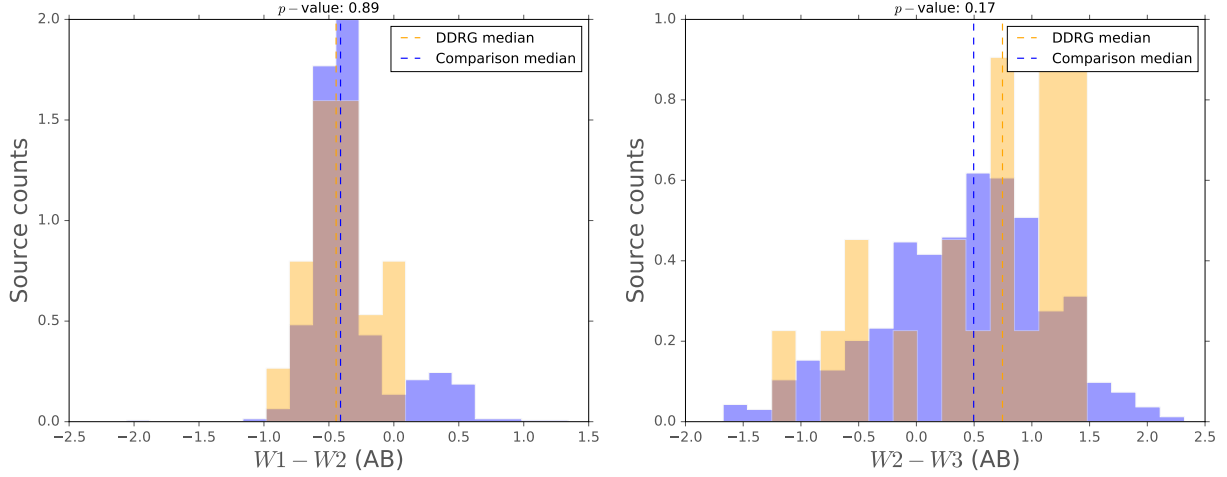 p − value: 0.89
DDRG median
Comparison median
Source counts
2.0
1.5
1.0
0.5
0.0
−2.5 −2.0 −1.5 −1.0 −0.5 0.0 0.5 1.0 1.5
W1 − W2 (AB)
p − value: 0.17
DDRG median
Comparison median
Source counts
1.0
0.8
0.6
0.4
0.2
0.0
−2.0 −1.5 −1.0 −0.5 0.0 0.5 1.0 1.5 2.0 2.5
W2 − W3 (AB)